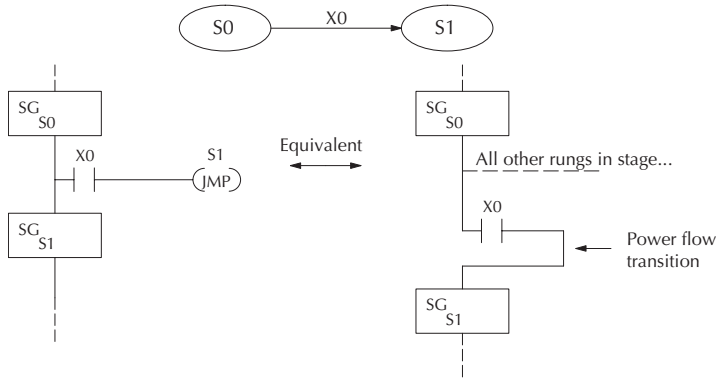 S0
X0
S1
SG
S0
X0
S1
JMP
SG
S1
Equivalent
SG
S0
All other rungs in stage...
X0
Power flow
transition
SG
S1